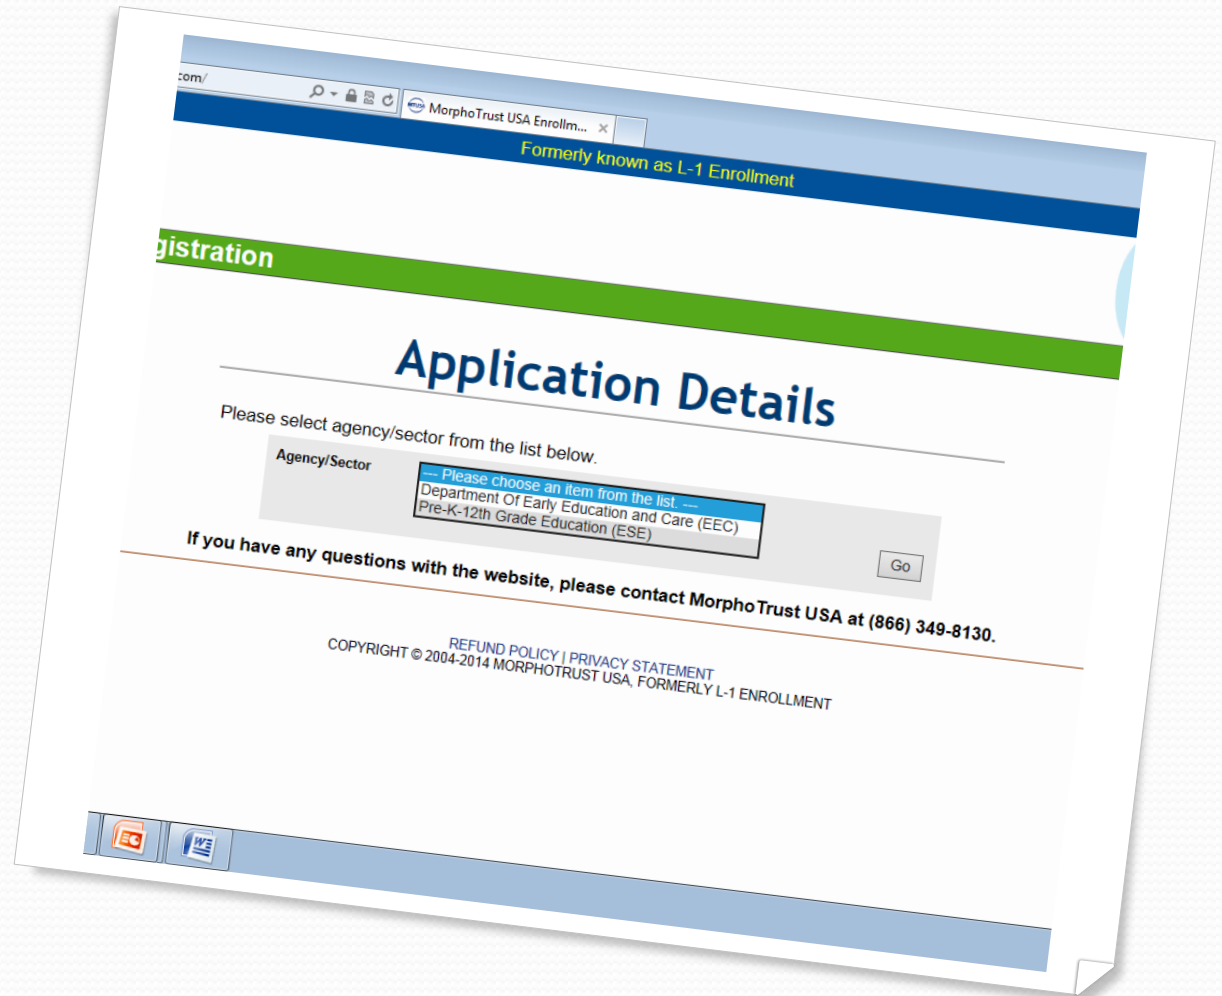 com/
MorphoTrust USA Enrollm...
Formerly known as L-1 Enrollment
gistration
Application Details
Please select agency/sector from the list below.
Agency/Sector
--- Please choose an item from the list. ---
Department Of Early Education and Care (EEC)
Pre-K-12th Grade Education (ESE)
Go
If you have any questions with the website, please contact MorphoTrust USA at (866) 349-8130.
REFUND POLICY | PRIVACY STATEMENT
COPYRIGHT © 2004-2014 MORPHOTRUST USA, FORMERLY L-1 ENROLLMENT